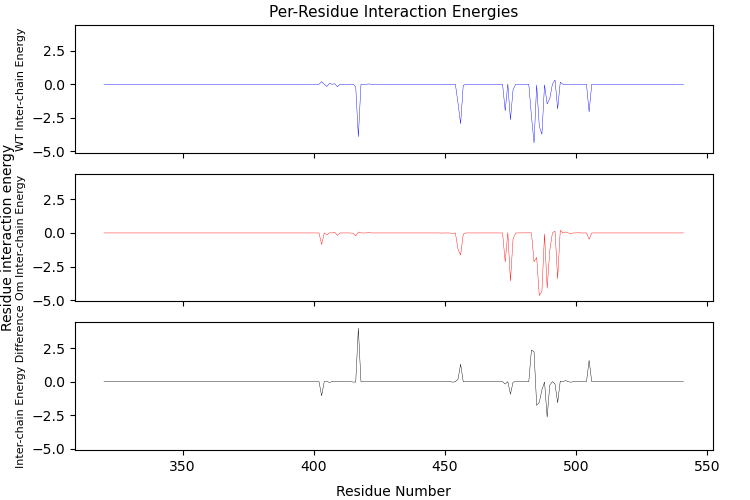 Per-Residue Interaction Energies
Residue interaction energy
WT Inter-chain Energy
2.5
0.0
−2.5
−5.0
Om Inter-chain Energy
2.5
0.0
−2.5
−5.0
Inter-chain Energy Difference
2.5
0.0
−2.5
−5.0
350
400
450
500
550
Residue Number